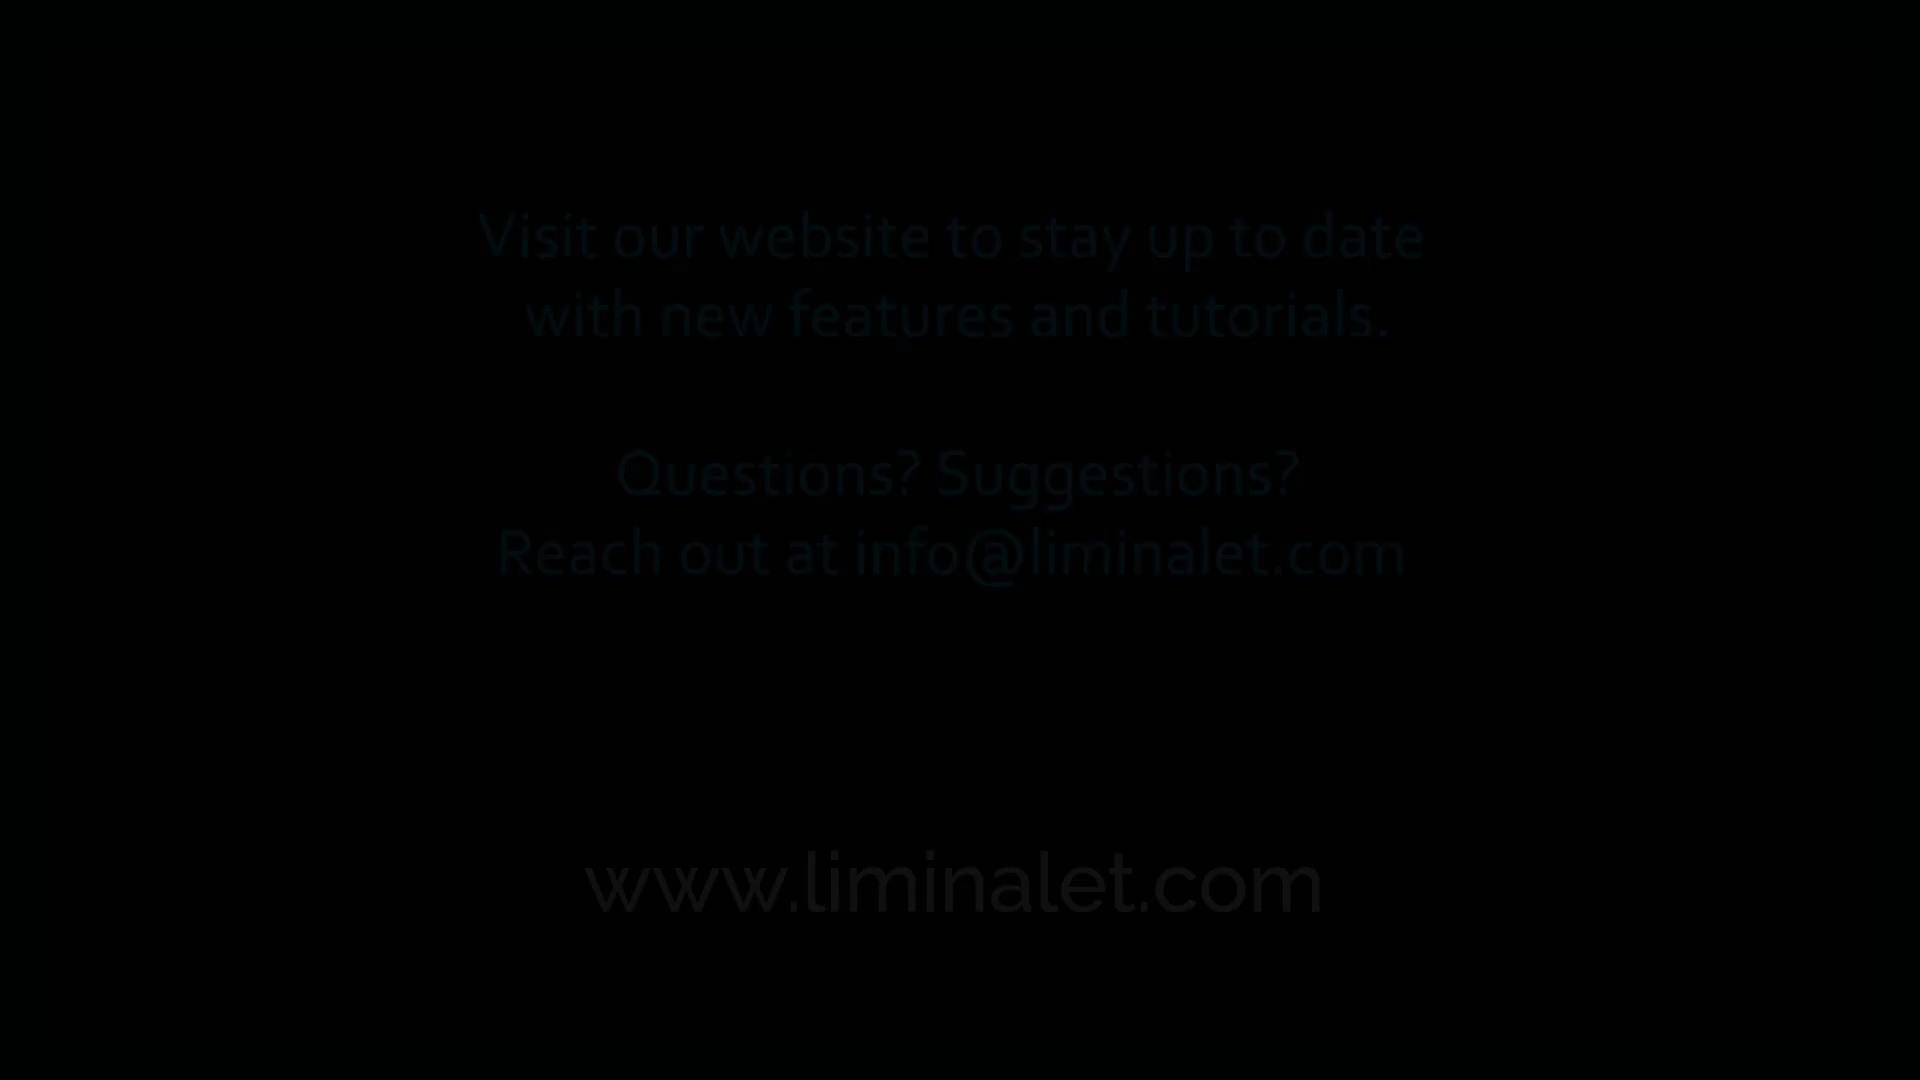 Visit our website to stay up to date
with new features and tutorials.
Questions? Suggestions?
Reach out at info@liminalet.com
www.liminalet.com